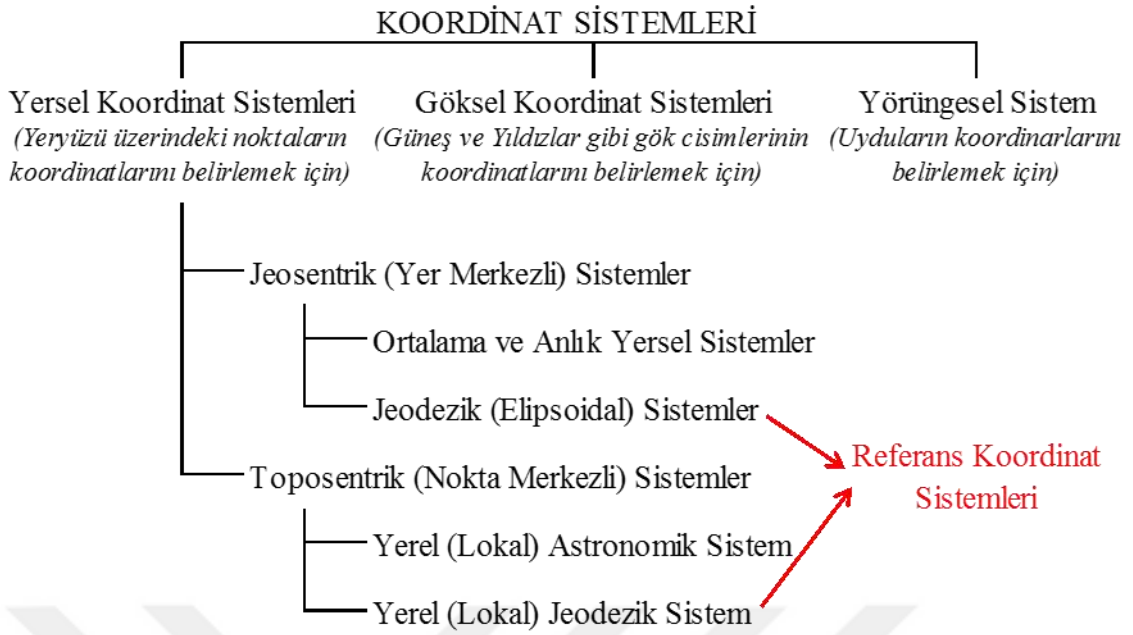 KOORDİNAT SİSTEMLERİ
Yersel Koordinat Sistemleri
(Yeryüzü üzerindeki noktaların
koordinatlarını belirlemek için)
Göksel Koordinat Sistemleri
(Güneş ve Yıldızlar gibi gök cisimlerinin
koordinatlarını belirlemek için)
Yörüngesel Sistem
(Uyduların koordinarlarını
belirlemek için)
Jeosentrik (Yer Merkezli) Sistemler
Ortalama ve Anlık Yersel Sistemler
Jeodezik (Elipsoidal) Sistemler
Toposentrik (Nokta Merkezli) Sistemler
Yerel (Lokal) Astronomik Sistem
Yerel (Lokal) Jeodezik Sistem
Referans Koordinat
Sistemleri